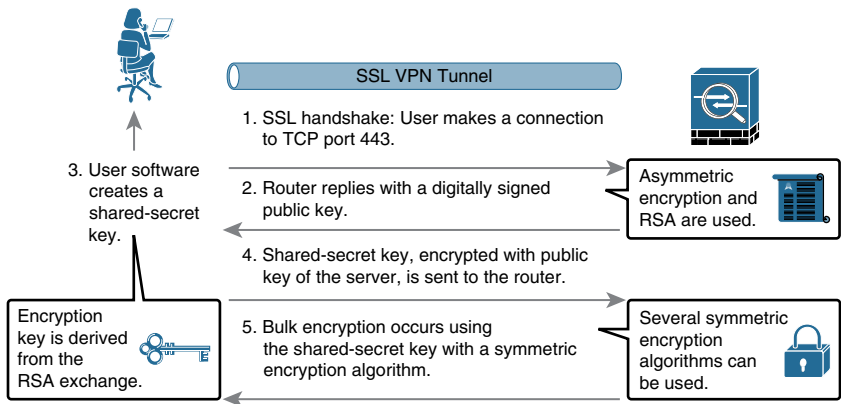 SSL VPN Tunnel
1. SSL handshake: User makes a connection
to TCP port 443.
3. User software
creates a
shared-secret
key.
2. Router replies with a digitally signed
public key.
Asymmetric
encryption and
RSA are used.
4. Shared-secret key, encrypted with public
key of the server, is sent to the router.
Encryption
key is derived
from the
RSA exchange.
5. Bulk encryption occurs using
the shared-secret key with a symmetric
encryption algorithm.
Several symmetric
encryption
algorithms can
be used.